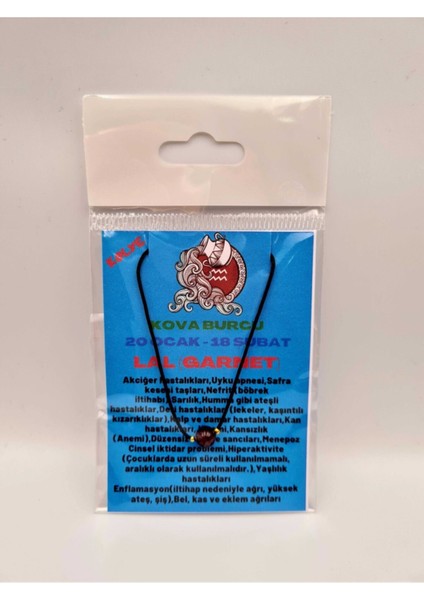 KOVA BURCU
20 OCAK - 18 SUBAT
LAL (GARNET)
Akciğer hastalıkları,Uyku apnesi,Safra
kesesi taşları,Nefrit böbrek
iltihabı Sarılık,Humma gibi ateşli
hastalıklar, hastalıkları (lekeler, kaşıntılı
kızarıklıklar),Kalp ve damar hastalıkları,Kan
hastalıkları, Kansızlık
(Anemi),Düzensiz sancıları,Menepoz
Cinsel iktidar problemi,Hiperaktivite
(Çocuklarda uzun süreli kullanılmamalı,
aralıklı olarak kullanılmalıdır.),Yaşlılık
hastalıkları
Enflamasyon(iltihap nedeniyle ağrı, yüksek
ateş, şiş),Bel, kas ve eklem ağrıları